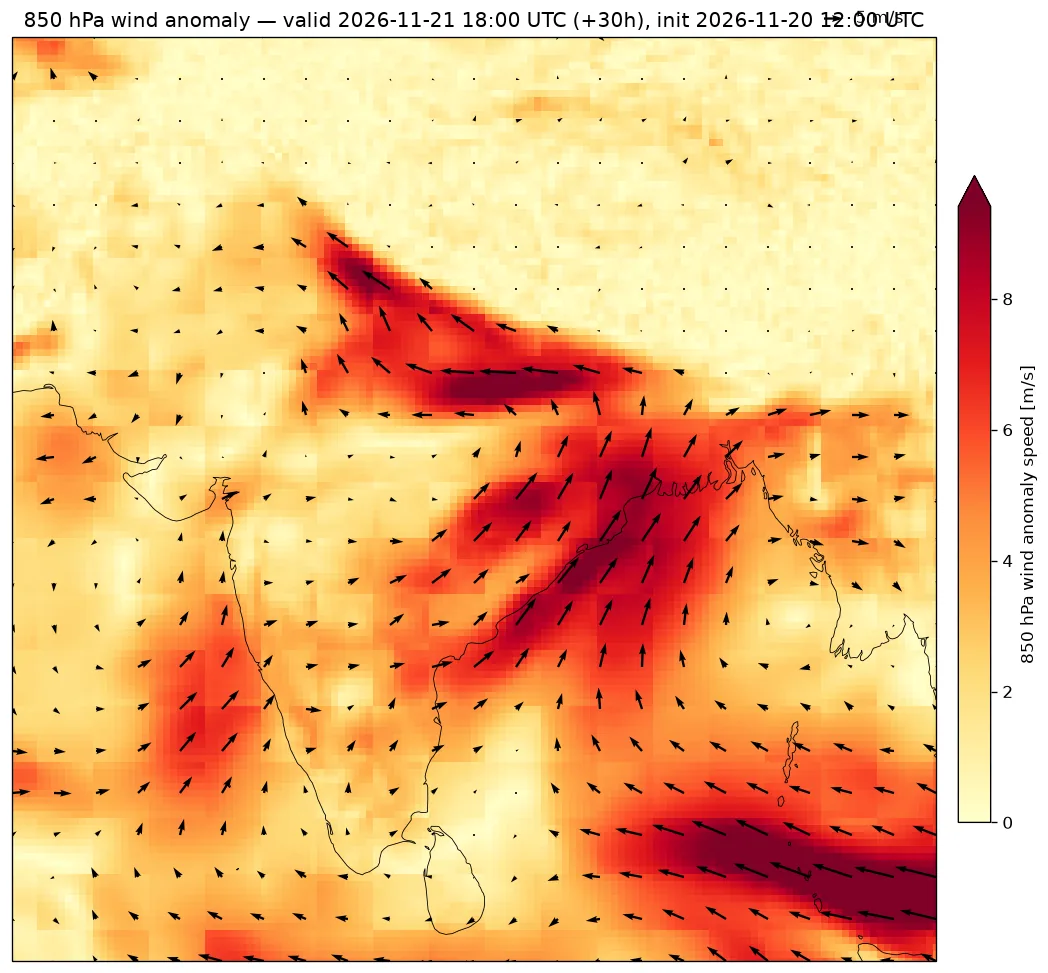 850 hPa wind anomaly — valid 2026-11-21 18:00 UTC (+30h), init 2026-11-20 12:00 UTC
5 m/s
8
6
4
2
0
850 hPa wind anomaly speed [m/s]